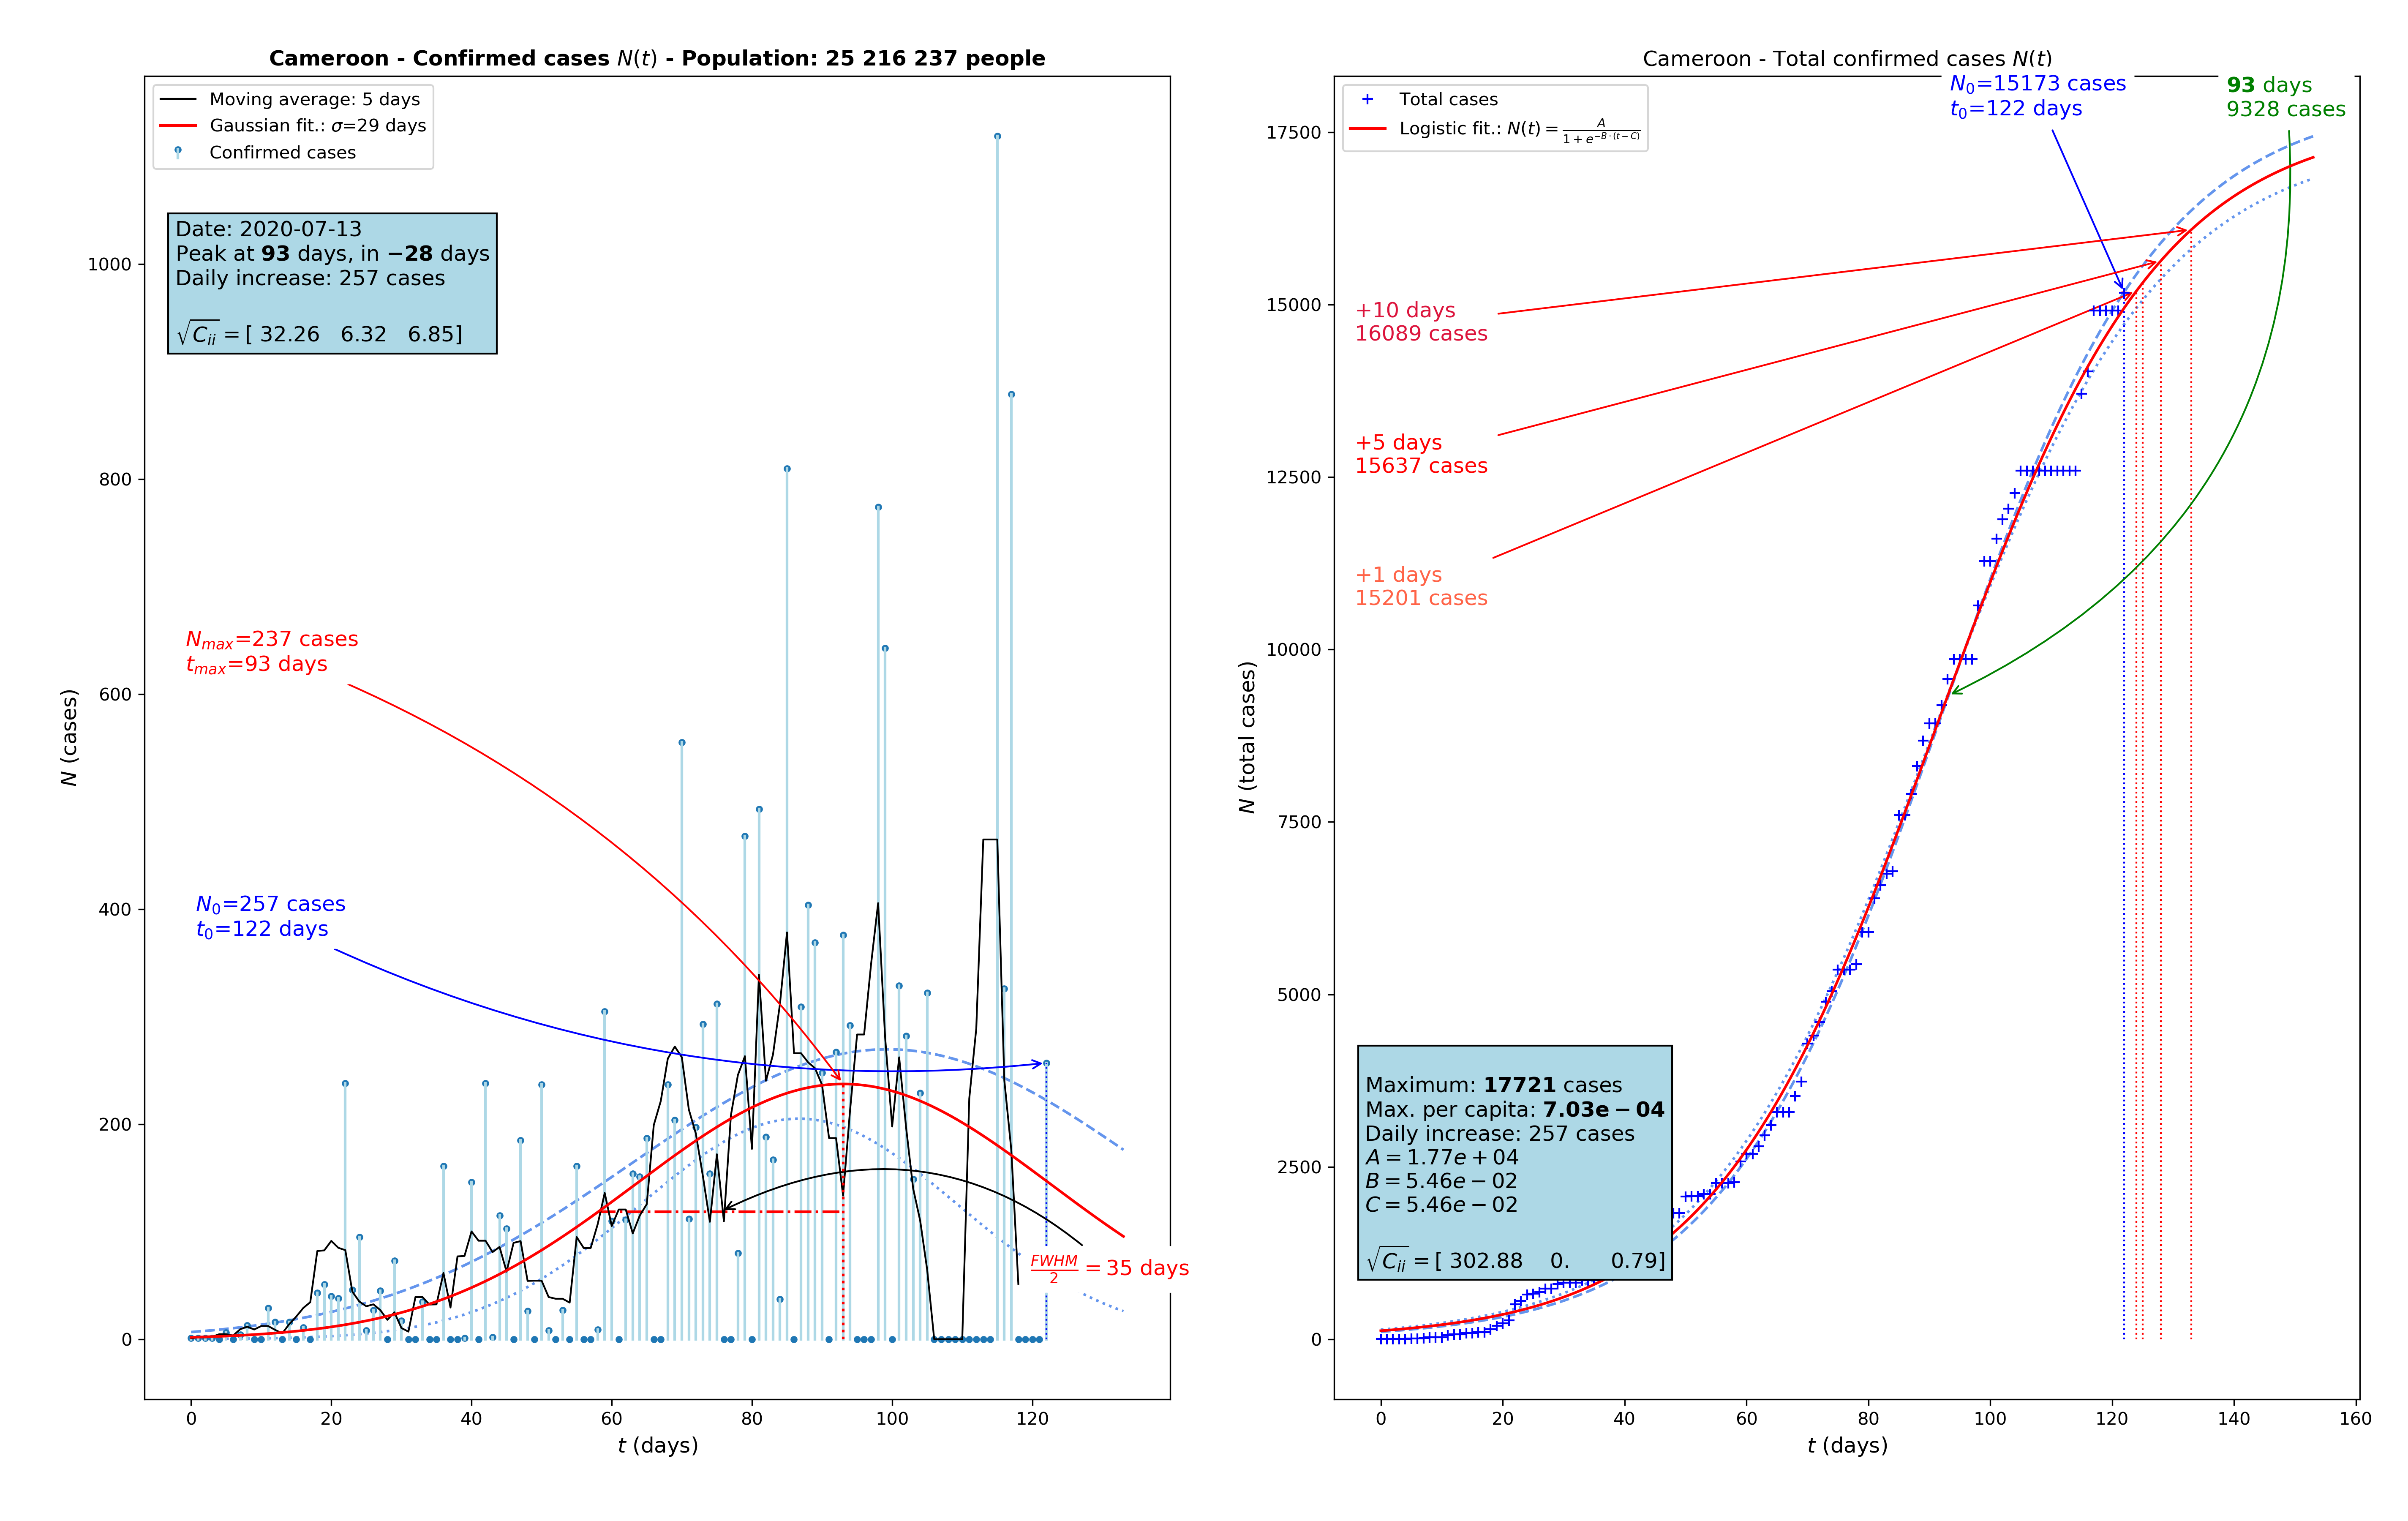 Cameroon - Confirmed cases N(t) - Population: 25 216 237 people
Moving average: 5 days
Gaussian fit.: σ=29 days
Confirmed cases
Date: 2020-07-13
Peak at 93 days, in −28 days
Daily increase: 257 cases
√C_ii = [ 32.26 6.32 6.85]
N_max=237 cases
t_max=93 days
N_0=257 cases
t_0=122 days
FWHM/2 = 35 days
N (cases)
0
200
400
600
800
1000
0 20 40 60 80 100 120
t (days)
Cameroon - Total confirmed cases N(t)
Total cases
Logistic fit.: N(t) = A/(1 + e^{−B·(t−C)})
N_0=15173 cases
t_0=122 days
93 days
9328 cases
+10 days
16089 cases
+5 days
15637 cases
+1 days
15201 cases
Maximum: 17721 cases
Max. per capita: 7.03e − 04
Daily increase: 257 cases
A = 1.77e + 04
B = 5.46e − 02
C = 5.46e − 02
√C_ii = [ 302.88 0. 0.79]
N (total cases)
0
2500
5000
7500
10000
12500
15000
17500
0 20 40 60 80 100 120 140 160
t (days)